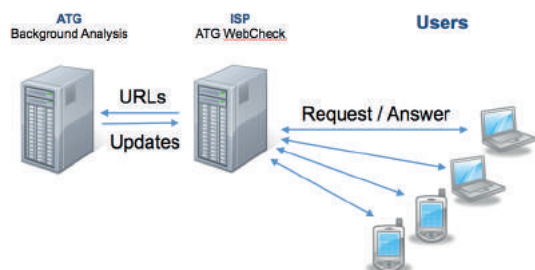 ATG
Background Analysis
ISP
ATG WebCheck
Users
URLs
Updates
Request / Answer